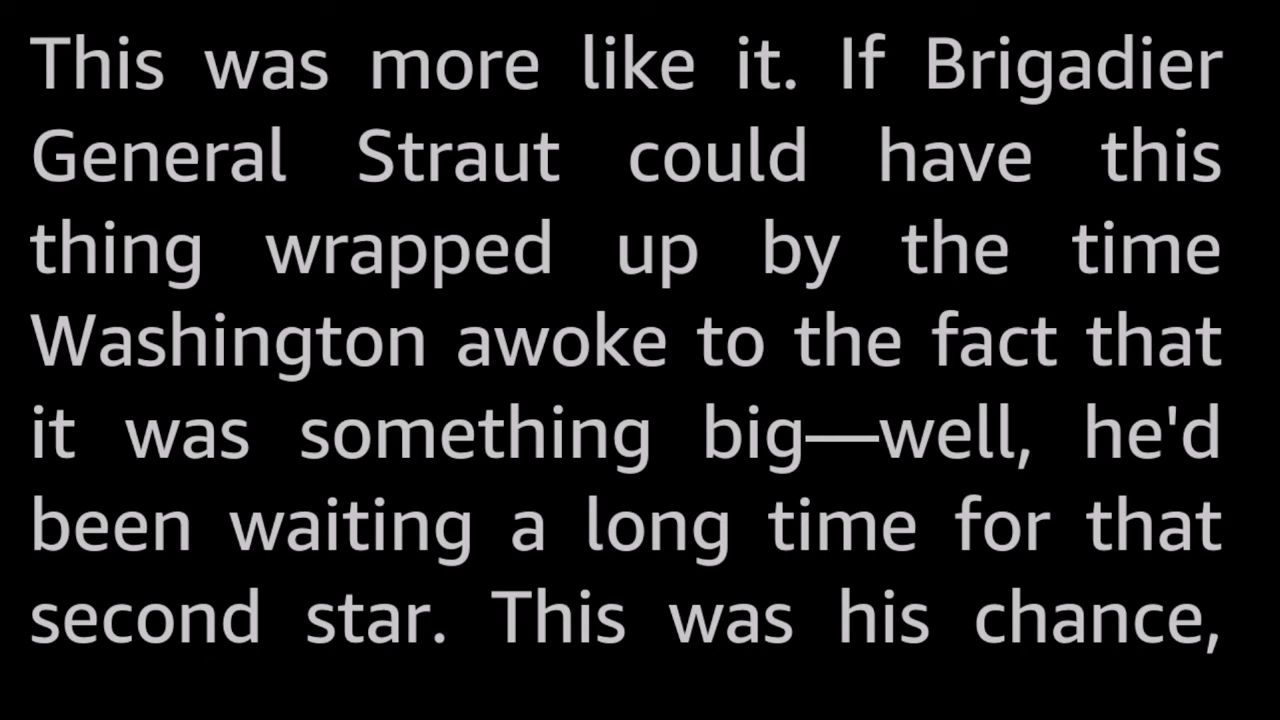 This was more like it. If Brigadier
General Straut could have this
thing wrapped up by the time
Washington awoke to the fact that
it was something big—well, he'd
been waiting a long time for that
second star. This was his chance,